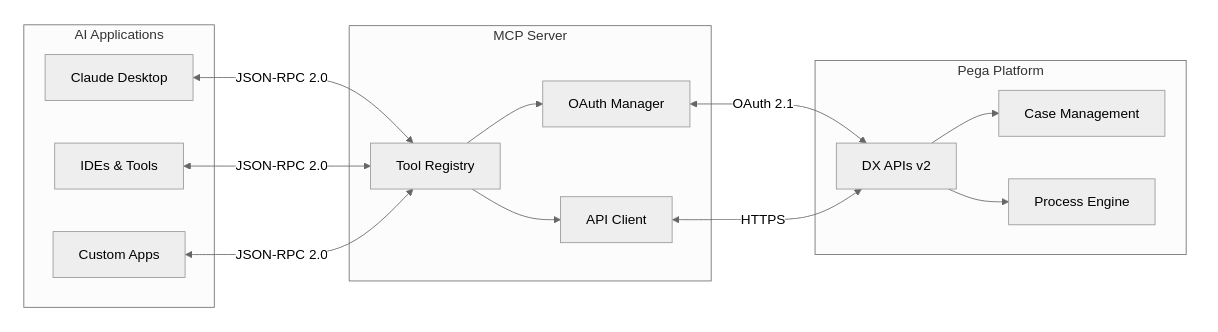 AI Applications
Claude Desktop
IDEs & Tools
Custom Apps
JSON-RPC 2.0
JSON-RPC 2.0
JSON-RPC 2.0
MCP Server
Tool Registry
OAuth Manager
API Client
OAuth 2.1
HTTPS
Pega Platform
DX APIs v2
Case Management
Process Engine